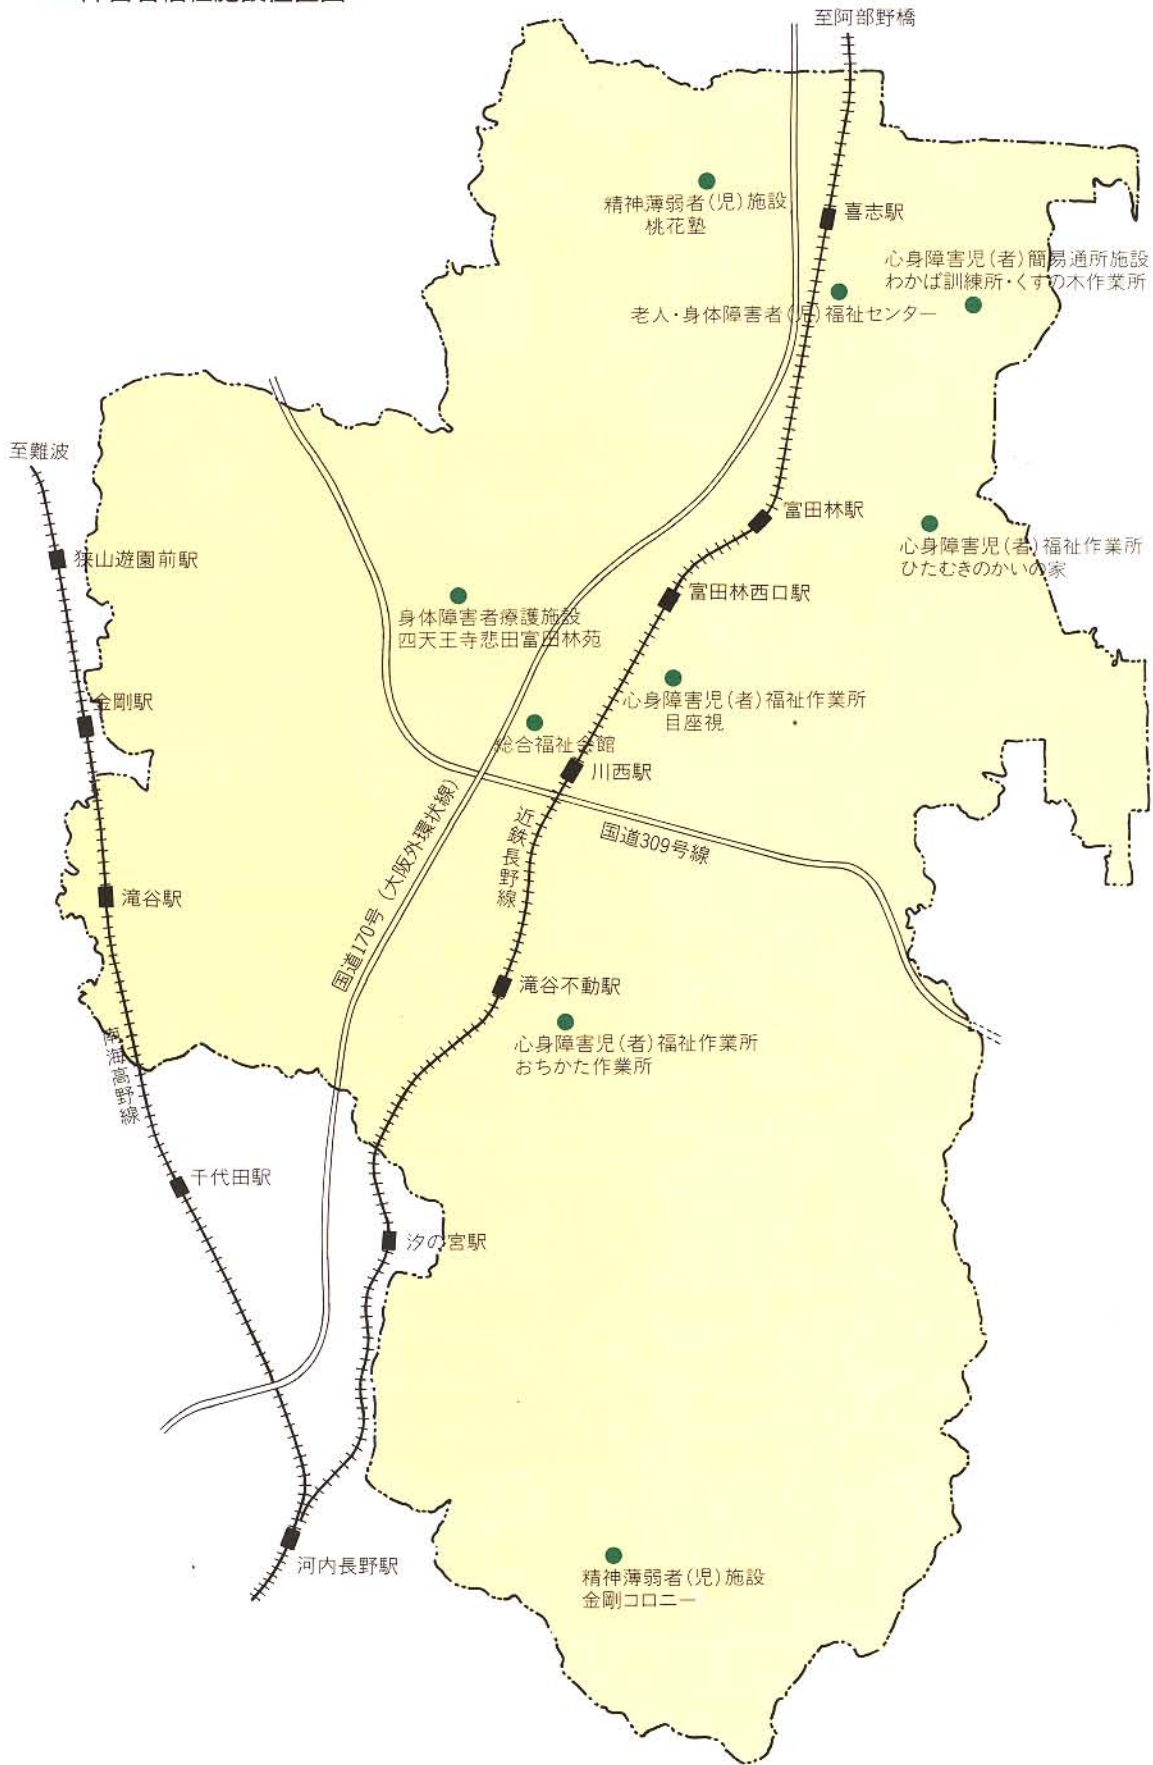 至阿部野橋
精神薄弱者(児)施設
桃花塾
喜志駅
心身障害児(者)簡易通所施設
わかば訓練所・くすの木作業所
老人・身体障害者(児)福祉センター
至難波
富田林駅
狭山遊園前駅
心身障害児(者)福祉作業所
ひたむきのかいの家
富田林西口駅
身体障害者療護施設
四天王寺悲田富田林苑
金剛駅
心身障害児(者)福祉作業所
目座視
総合福祉会館
川西駅
国道170号(大阪外環状線)
近鉄長野線
国道309号線
滝谷駅
滝谷不動駅
心身障害児(者)福祉作業所
おちかた作業所
南海高野線
千代田駅
汐の宮駅
河内長野駅
精神薄弱者(児)施設
金剛コロニー